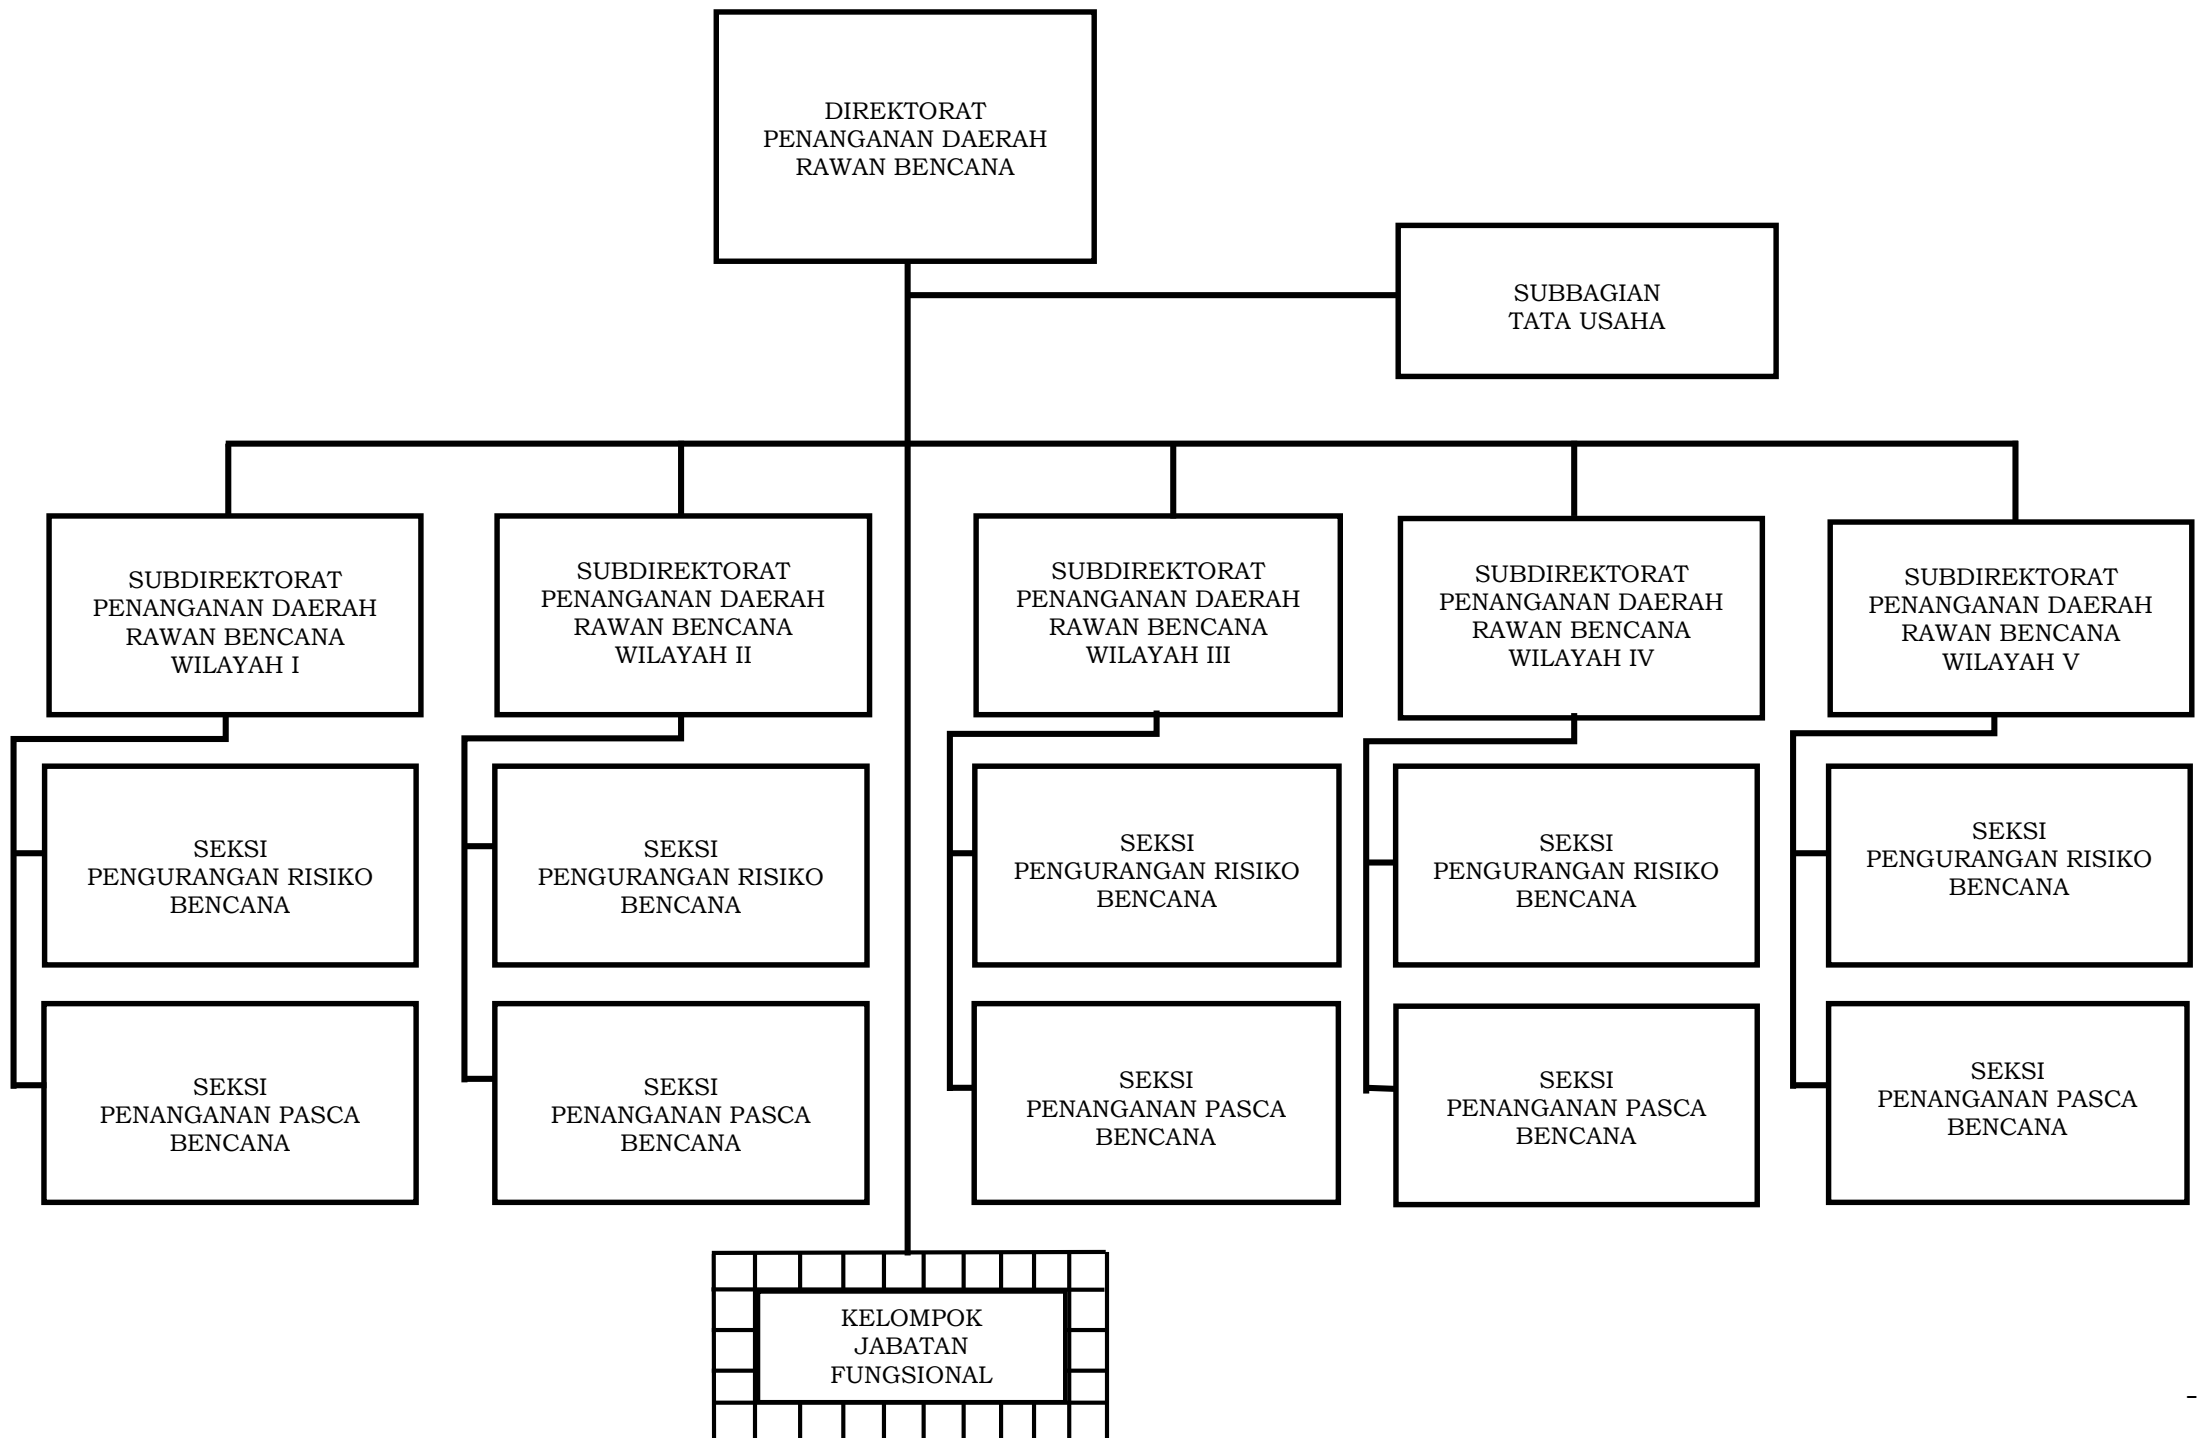 DIREKTORAT
PENANGANAN DAERAH
RAWAN BENCANA
SUBBAGIAN
TATA USAHA
SUBDIREKTORAT
PENANGANAN DAERAH
RAWAN BENCANA
WILAYAH I
SUBDIREKTORAT
PENANGANAN DAERAH
RAWAN BENCANA
WILAYAH II
SUBDIREKTORAT
PENANGANAN DAERAH
RAWAN BENCANA
WILAYAH III
SUBDIREKTORAT
PENANGANAN DAERAH
RAWAN BENCANA
WILAYAH IV
SUBDIREKTORAT
PENANGANAN DAERAH
RAWAN BENCANA
WILAYAH V
SEKSI
PENGURANGAN RISIKO
BENCANA
SEKSI
PENGURANGAN RISIKO
BENCANA
SEKSI
PENGURANGAN RISIKO
BENCANA
SEKSI
PENGURANGAN RISIKO
BENCANA
SEKSI
PENGURANGAN RISIKO
BENCANA
SEKSI
PENANGANAN PASCA
BENCANA
SEKSI
PENANGANAN PASCA
BENCANA
SEKSI
PENANGANAN PASCA
BENCANA
SEKSI
PENANGANAN PASCA
BENCANA
SEKSI
PENANGANAN PASCA
BENCANA
KELOMPOK
JABATAN
FUNGSIONAL
-